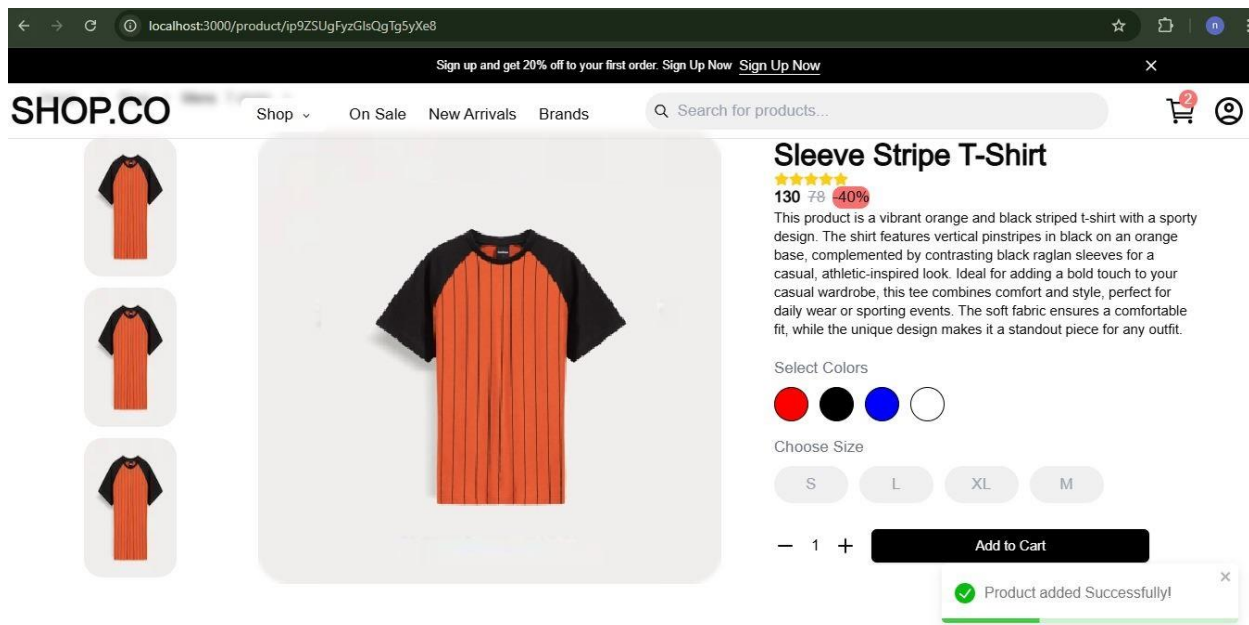 localhost:3000/product/ip9ZSUgFyzGlsQgTg5yXe8
n
Sign up and get 20% off to your first order. Sign Up Now Sign Up Now
SHOP.CO
Shop
On Sale
New Arrivals
Brands
Search for products...
2
Sleeve Stripe T-Shirt
130 78 -40%
This product is a vibrant orange and black striped t-shirt with a sporty
design. The shirt features vertical pinstripes in black on an orange
base, complemented by contrasting black raglan sleeves for a
casual, athletic-inspired look. Ideal for adding a bold touch to your
casual wardrobe, this tee combines comfort and style, perfect for
daily wear or sporting events. The soft fabric ensures a comfortable
fit, while the unique design makes it a standout piece for any outfit.
Select Colors
Choose Size
S L XL M
1
Add to Cart
Product added Successfully!